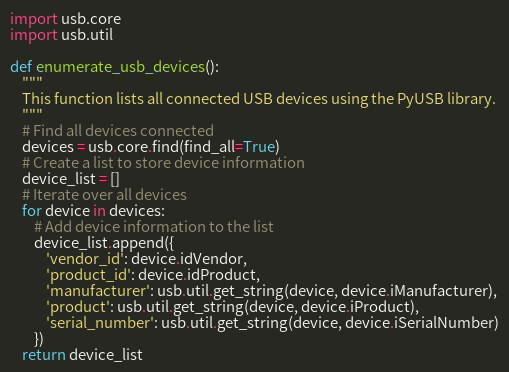 import usb.core
import usb.util

def enumerate_usb_devices():
    """
    This function lists all connected USB devices using the PyUSB library.
    """
    # Find all devices connected
    devices = usb.core.find(find_all=True)
    # Create a list to store device information
    device_list = []
    # Iterate over all devices
    for device in devices:
        # Add device information to the list
        device_list.append({
            'vendor_id': device.idVendor,
            'product_id': device.idProduct,
            'manufacturer': usb.util.get_string(device, device.iManufacturer),
            'product': usb.util.get_string(device, device.iProduct),
            'serial_number': usb.util.get_string(device, device.iSerialNumber)
        })
    return device_list